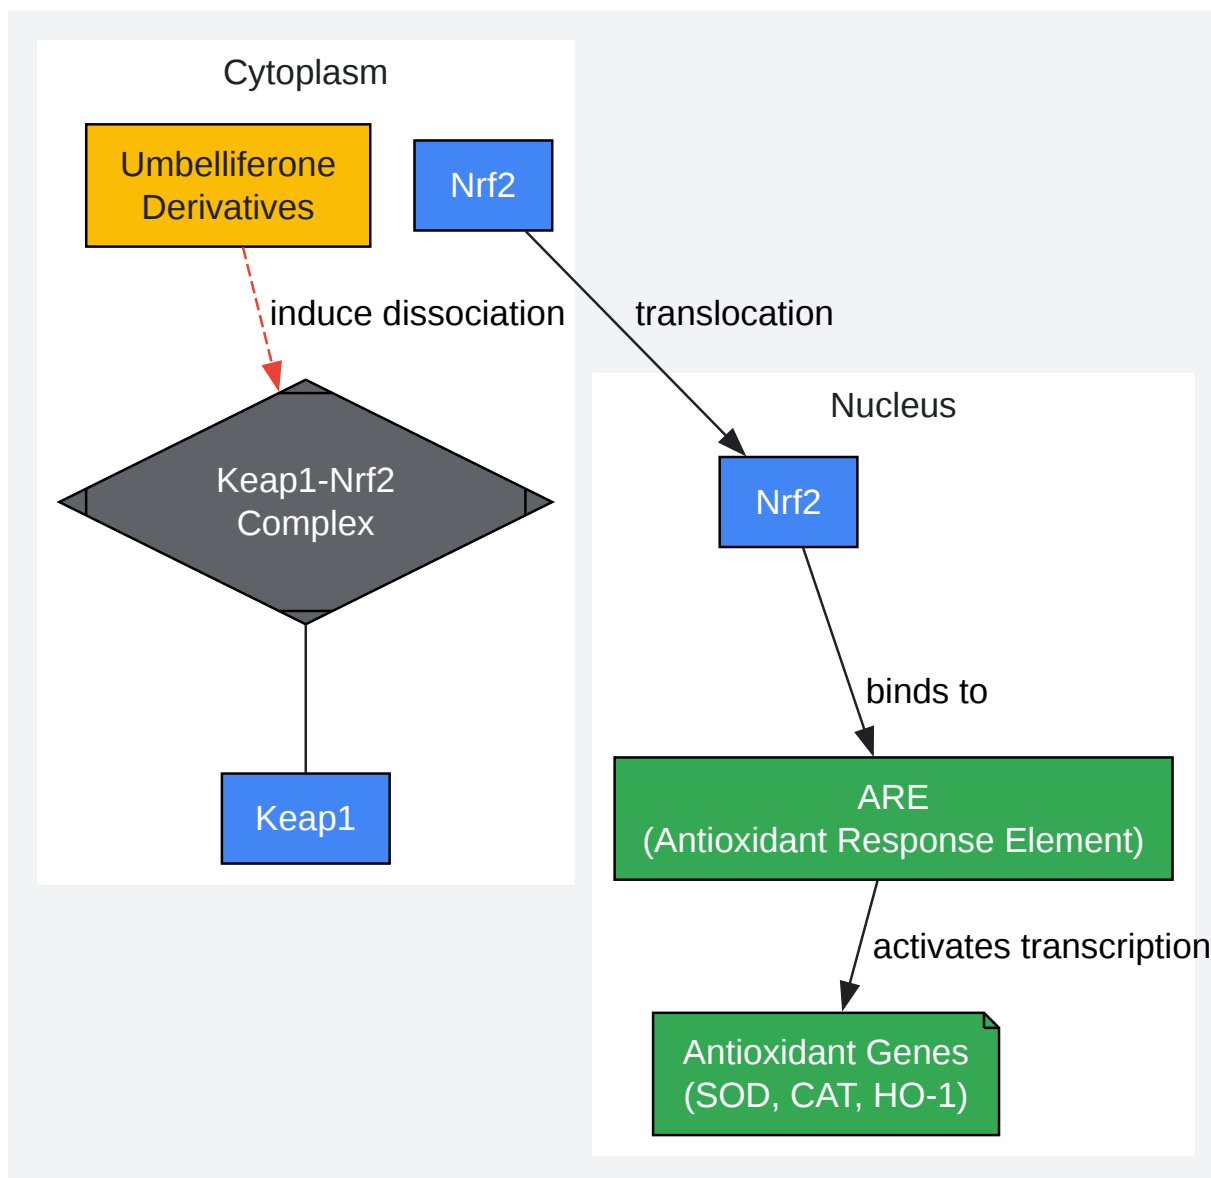 Cytoplasm
Umbelliferone
Derivatives
Nrf2
induce dissociation
translocation
Keap1-Nrf2
Complex
Keap1
Nucleus
Nrf2
binds to
ARE
(Antioxidant Response Element)
activates transcription
Antioxidant Genes
(SOD, CAT, HO-1)